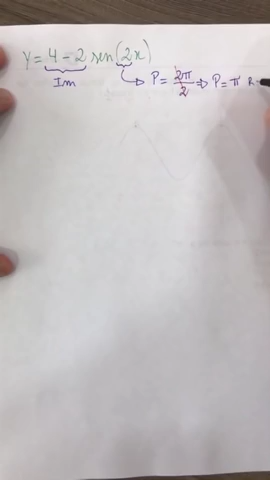 y = 4 - 2 sen(2x)
Im P = 2π/2 ⇒ P = π R